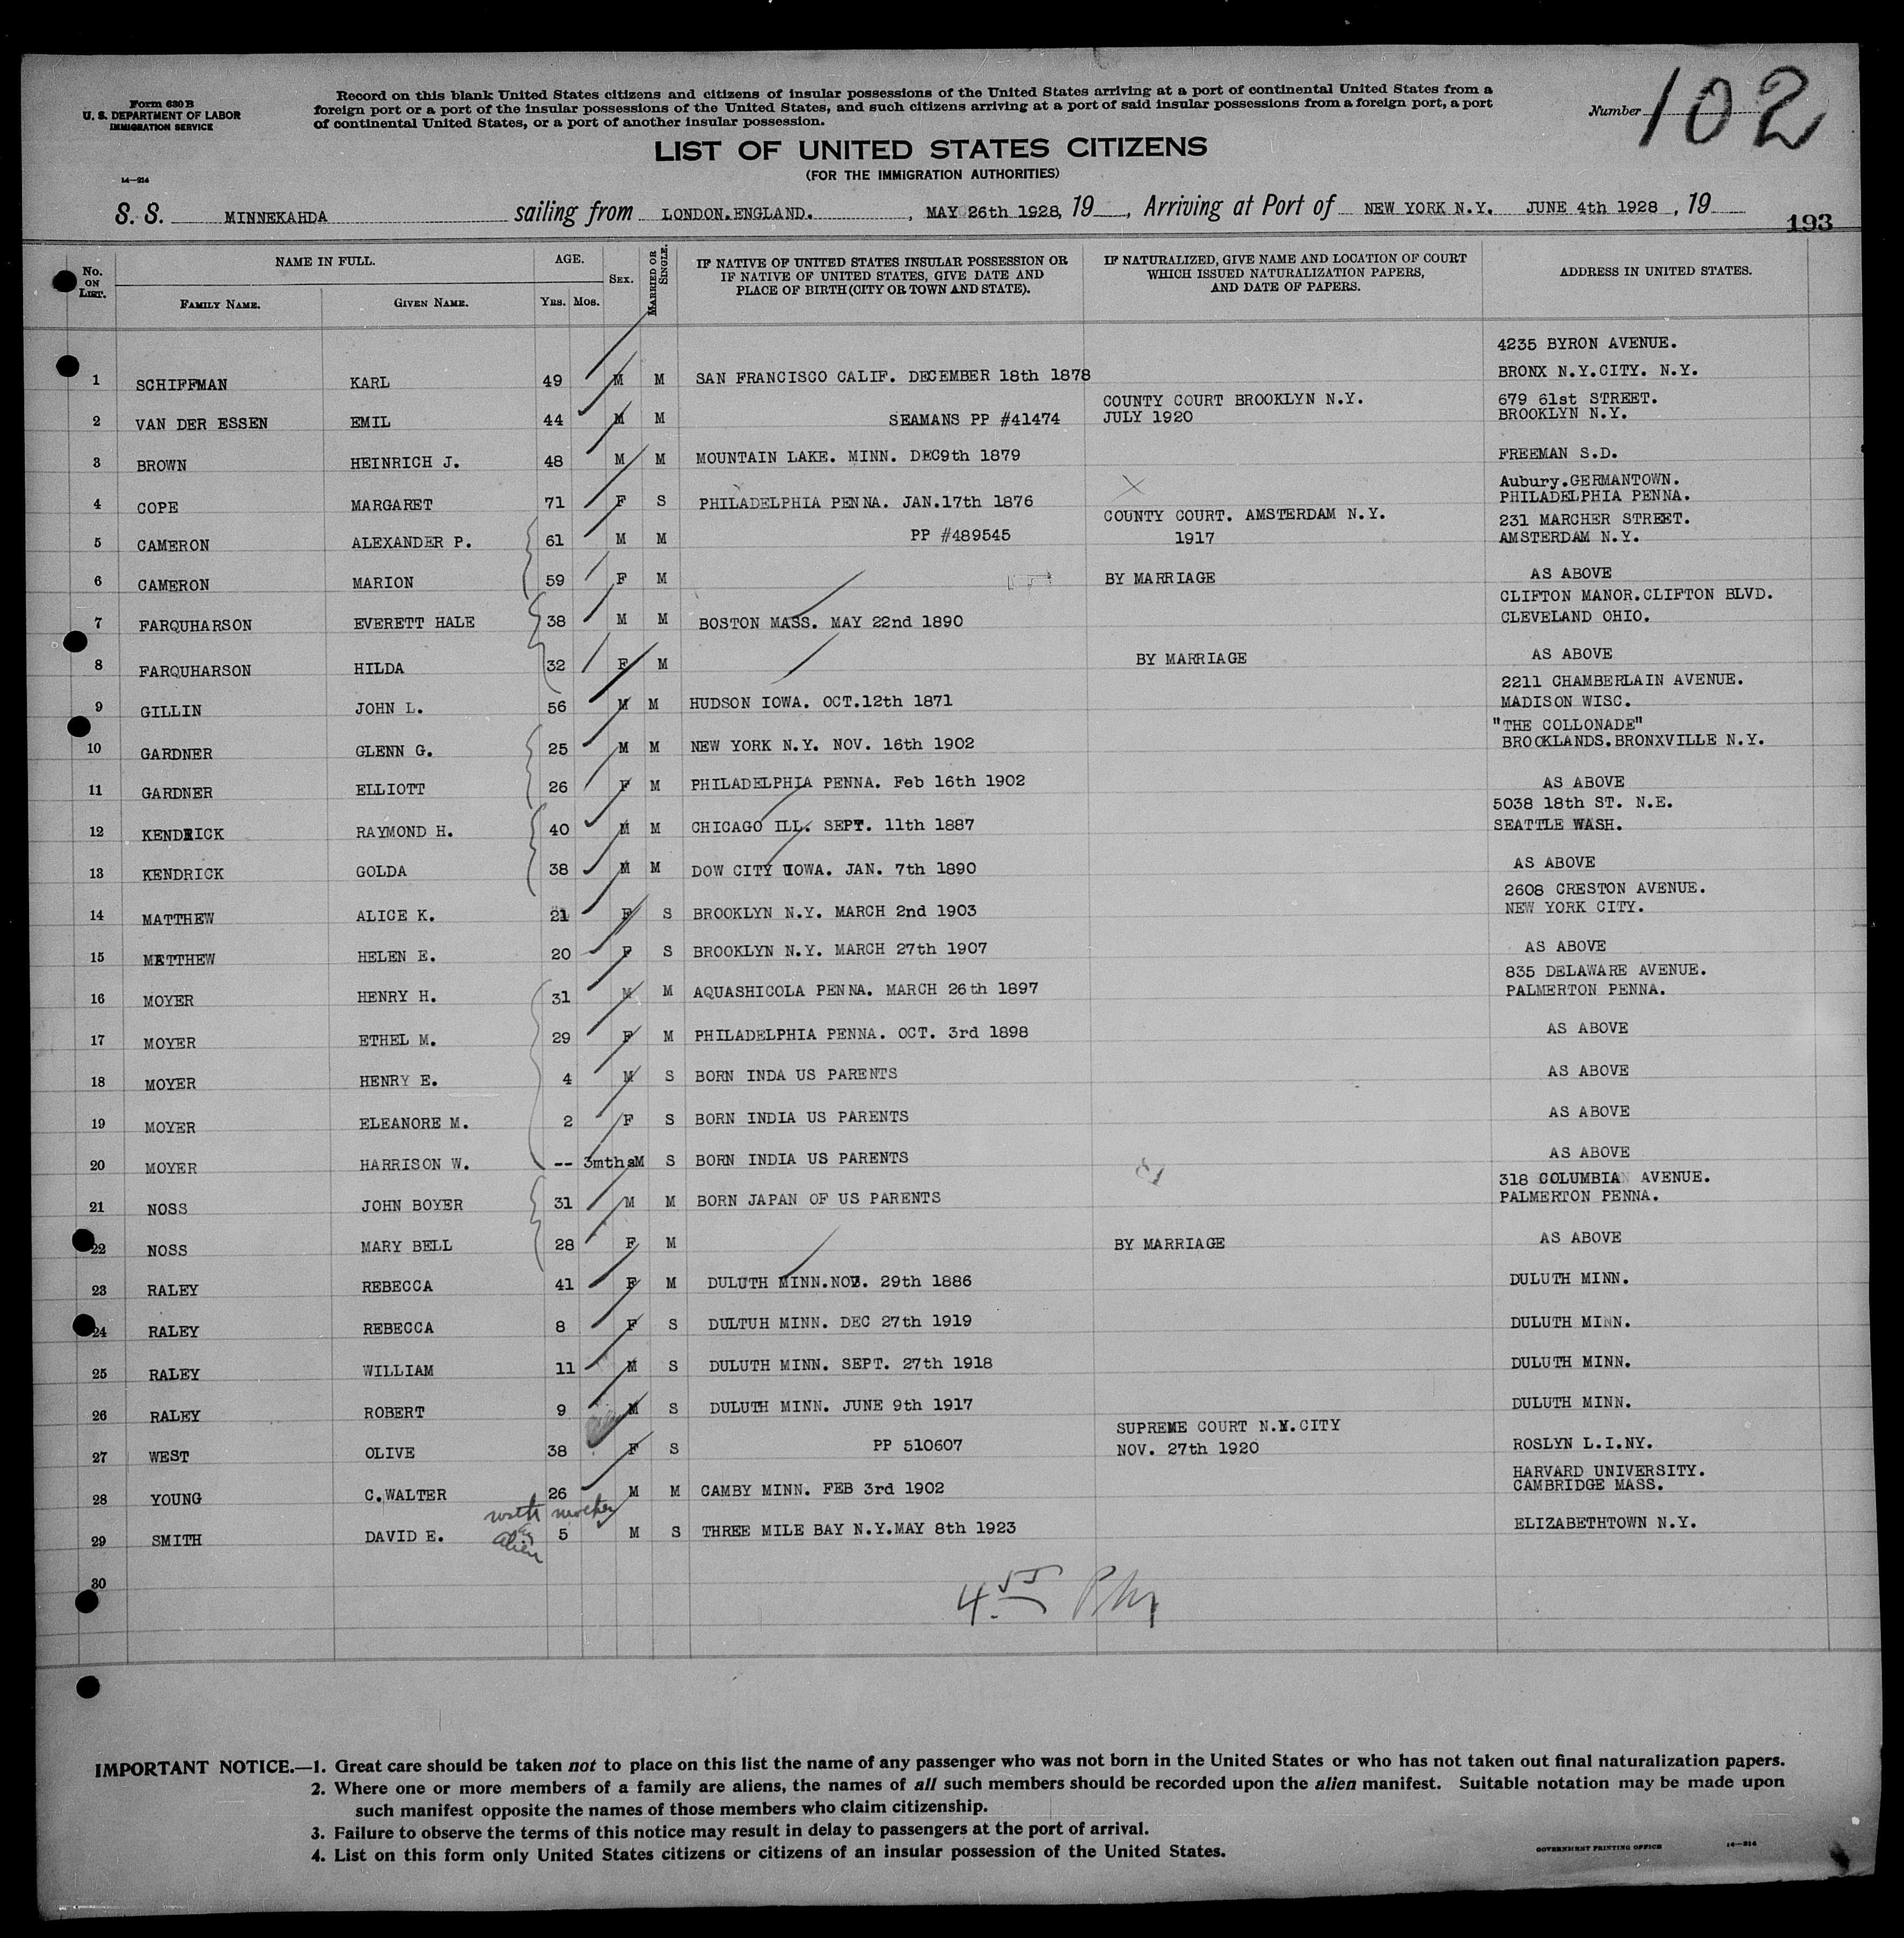 Form 630 B
U. S. DEPARTMENT OF LABOR
IMMIGRATION SERVICE
14—214
Record on this blank United States citizens and citizens of insular possessions of the United States arriving at a port of continental United States from a
foreign port or a port of the insular possessions of the United States, and such citizens arriving at a port of said insular possessions from a foreign port, a port
of continental United States, or a port of another insular possession.
Number 102
LIST OF UNITED STATES CITIZENS
(FOR THE IMMIGRATION AUTHORITIES)
S. S. MINNEKAHDA sailing from LONDON.ENGLAND. , MAY 26th 1928, 19 , Arriving at Port of NEW YORK N.Y. JUNE 4th 1928 , 19
193
No. ON LIST. NAME IN FULL. FAMILY NAME. GIVEN NAME. AGE. YRS. MOS. SEX. MARRIED OR SINGLE. IF NATIVE OF UNITED STATES INSULAR POSSESSION OR IF NATIVE OF UNITED STATES, GIVE DATE AND PLACE OF BIRTH (CITY OR TOWN AND STATE). IF NATURALIZED, GIVE NAME AND LOCATION OF COURT WHICH ISSUED NATURALIZATION PAPERS, AND DATE OF PAPERS. ADDRESS IN UNITED STATES.
1 SCHIFFMAN KARL 49 M M SAN FRANCISCO CALIF. DECEMBER 18th 1878 4235 BYRON AVENUE. BRONX N.Y.CITY. N.Y.
2 VAN DER ESSEN EMIL 44 M M SEAMANS PP #41474 COUNTY COURT BROOKLYN N.Y. JULY 1920 679 61st STREET. BROOKLYN N.Y.
3 BROWN HEINRICH J. 48 M M MOUNTAIN LAKE. MINN. DEC9th 1879 FREEMAN S.D.
4 COPE MARGARET 71 F S PHILADELPHIA PENNA. JAN.17th 1876 Aubury.GERMANTOWN. PHILADELPHIA PENNA.
5 CAMERON ALEXANDER P. 61 M M PP #489545 COUNTY COURT. AMSTERDAM N.Y. 1917 231 MARCHER STREET. AMSTERDAM N.Y.
6 CAMERON MARION 59 F M BY MARRIAGE AS ABOVE
7 FARQUHARSON EVERETT HALE 38 M M BOSTON MASS. MAY 22nd 1890 CLIFTON MANOR.CLIFTON BLVD. CLEVELAND OHIO.
8 FARQUHARSON HILDA 32 F M BY MARRIAGE AS ABOVE
9 GILLIN JOHN L. 56 M M HUDSON IOWA. OCT.12th 1871 2211 CHAMBERLAIN AVENUE. MADISON WISC.
10 GARDNER GLENN G. 25 M M NEW YORK N.Y. NOV. 16th 1902 "THE COLLONADE" BROOKLANDS.BRONXVILLE N.Y.
11 GARDNER ELLIOTT 26 F M PHILADELPHIA PENNA. Feb 16th 1902 AS ABOVE
12 KENDRICK RAYMOND H. 40 M M CHICAGO ILL. SEPT. 11th 1887 5038 18th ST. N.E. SEATTLE WASH.
13 KENDRICK GOLDA 38 M M DOW CITY IOWA. JAN. 7th 1890 AS ABOVE
14 MATTHEW ALICE K. 21 F S BROOKLYN N.Y. MARCH 2nd 1903 2608 CRESTON AVENUE. NEW YORK CITY.
15 MATTHEW HELEN E. 20 F S BROOKLYN N.Y. MARCH 27th 1907 AS ABOVE
16 MOYER HENRY H. 31 M M AQUASHICOLA PENNA. MARCH 26th 1897 835 DELAWARE AVENUE. PALMERTON PENNA.
17 MOYER ETHEL M. 29 F M PHILADELPHIA PENNA. OCT. 3rd 1898 AS ABOVE
18 MOYER HENRY E. 4 M S BORN INDA US PARENTS AS ABOVE
19 MOYER ELEANORE M. 2 F S BORN INDIA US PARENTS AS ABOVE
20 MOYER HARRISON W. -- 3mths M S BORN INDIA US PARENTS AS ABOVE
21 NOSS JOHN BOYER 31 M M BORN JAPAN OF US PARENTS 318 COLUMBIA AVENUE. PALMERTON PENNA.
22 NOSS MARY BELL 28 F M BY MARRIAGE AS ABOVE
23 RALEY REBECCA 41 F M DULUTH MINN.NOV. 29th 1886 DULUTH MINN.
24 RALEY REBECCA 8 F S DULTUH MINN. DEC 27th 1919 DULUTH MINN.
25 RALEY WILLIAM 11 M S DULUTH MINN. SEPT. 27th 1918 DULUTH MINN.
26 RALEY ROBERT 9 M S DULUTH MINN. JUNE 9th 1917 DULUTH MINN.
27 WEST OLIVE 38 F S PP 510607 SUPREME COURT N.Y.CITY NOV. 27th 1920 ROSLYN L.I.NY.
28 YOUNG C.WALTER 26 M M CAMBY MINN. FEB 3rd 1902 HARVARD UNIVERSITY. CAMBRIDGE MASS.
with mother
alien
29 SMITH DAVID E. 5 M S THREE MILE BAY N.Y.MAY 8th 1923 ELIZABETHTOWN N.Y.
30
4.55 PM
IMPORTANT NOTICE.—1. Great care should be taken not to place on this list the name of any passenger who was not born in the United States or who has not taken out final naturalization papers.
2. Where one or more members of a family are aliens, the names of all such members should be recorded upon the alien manifest. Suitable notation may be made upon
such manifest opposite the names of those members who claim citizenship.
3. Failure to observe the terms of this notice may result in delay to passengers at the port of arrival.
4. List on this form only United States citizens or citizens of an insular possession of the United States.
GOVERNMENT PRINTING OFFICE
14—214